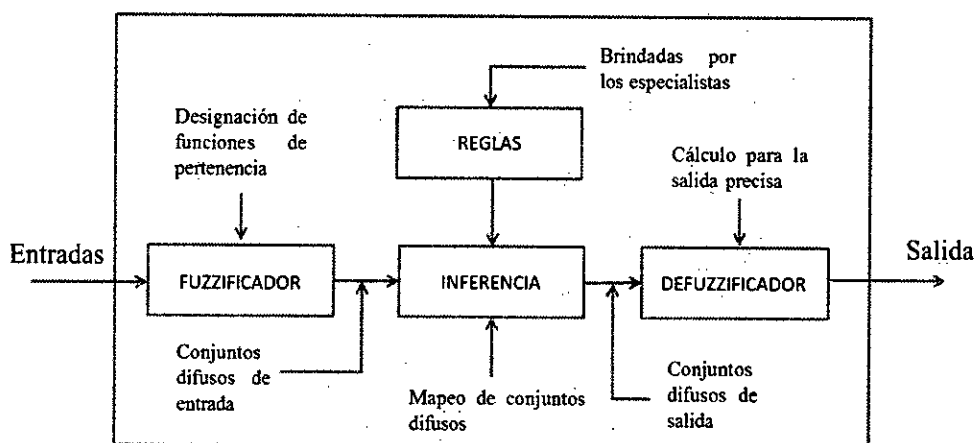 Brindadas por
los especialistas
Designación de
funciones de
pertenencia
REGLAS
Cálculo para la
salida precisa
Entradas
Salida
FUZZIFICADOR
INFERENCIA
DEFUZZIFICADOR
Conjuntos
difusos de
entrada
Mapeo de conjuntos
difusos
Conjuntos
difusos de
salida